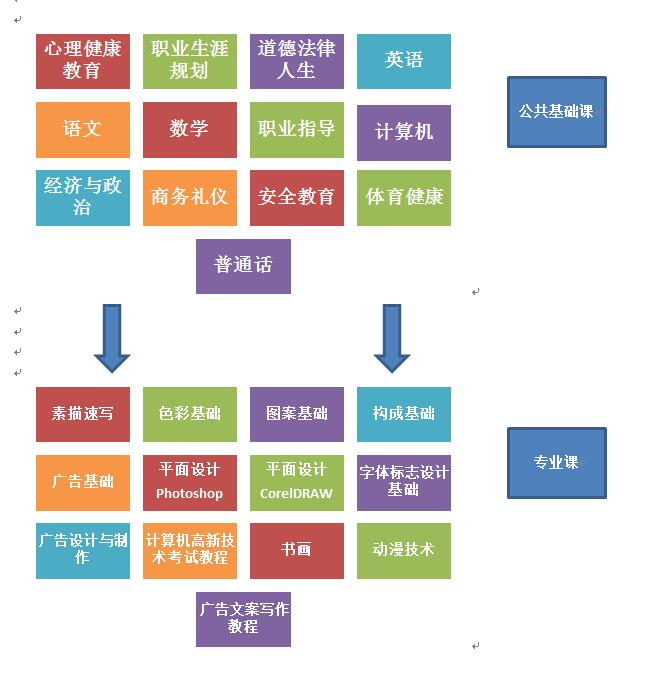 心理健康
教育
职业生涯
规划
道德法律
人生
英语
公共基础课
语文
数学
职业指导
计算机
经济与政
治
商务礼仪
安全教育
体育健康
普通话
素描速写
色彩基础
图案基础
构成基础
专业课
广告基础
平面设计
Photoshop
平面设计
CorelDRAW
字体标志设计
基础
广告设计与制
作
计算机高新技
术考试教程
书画
动漫技术
广告文案写作
教程